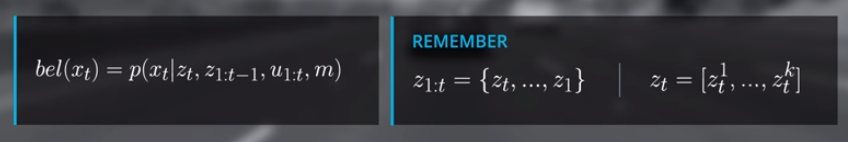 bel(x_t) = p(x_t|z_t, z_{1:t−1}, u_{1:t}, m)
REMEMBER
z_{1:t} = {z_t, ..., z_1} | z_t = [z_t^1, ..., z_t^k]